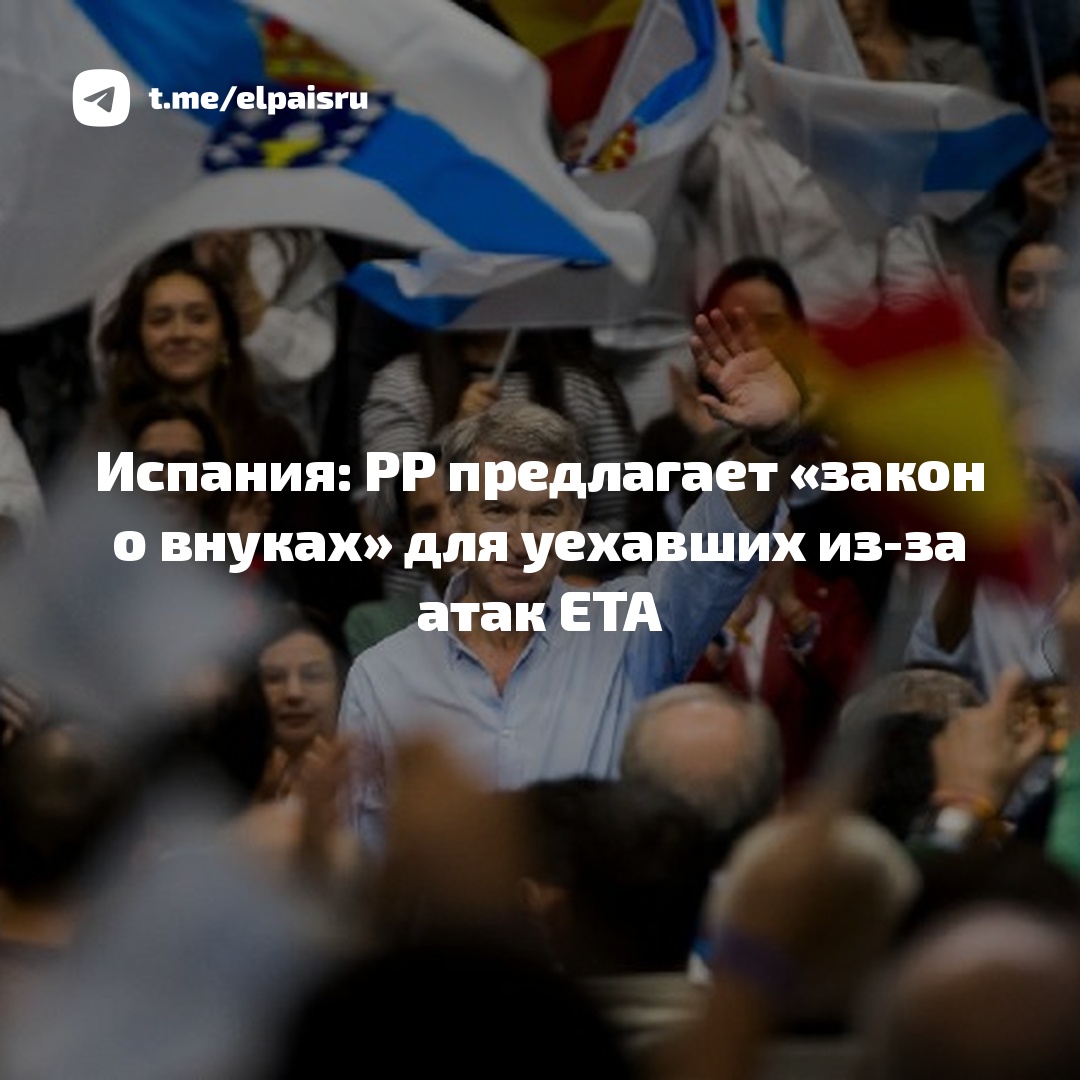 t.me/elpaisru
Испания: PP предлагает «закон
о внуках» для уехавших из-за
атак ЕТА